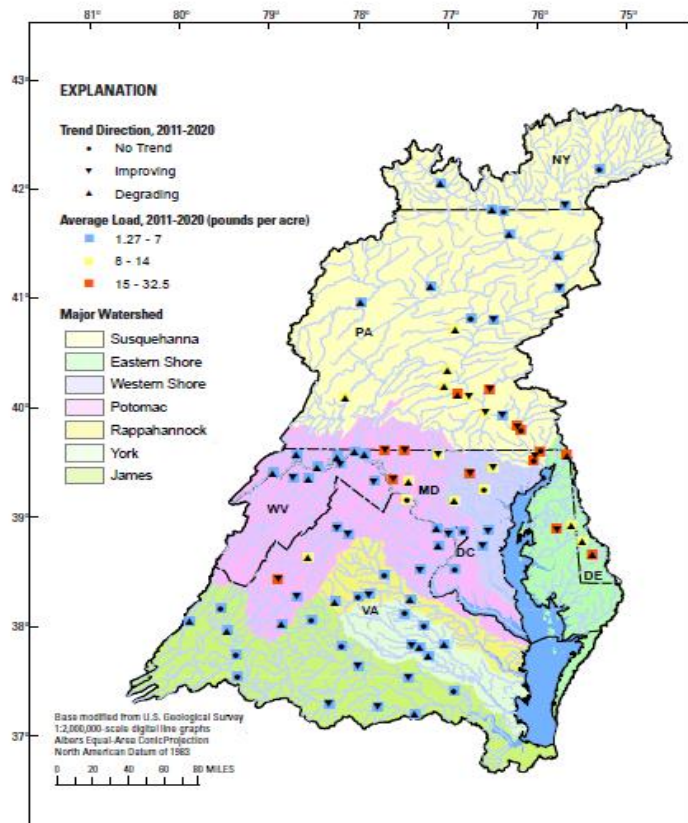 81° 80° 79° 78° 77° 76° 75°
43°
42°
41°
40°
39°
38°
37°
EXPLANATION
Trend Direction, 2011-2020
No Trend
Improving
Degrading
Average Load, 2011-2020 (pounds per acre)
1.27 - 7
8 - 14
15 - 32.5
Major Watershed
Susquehanna
Eastern Shore
Western Shore
Potomac
Rappahannock
York
James
NY
PA
MD
WV
DC
DE
VA
Base modified from U.S. Geological Survey
1:2,000,000-scale digital line graphs
Albers Equal-Area ConicProjection
North American Datum of 1983
0 20 40 60 80 MILES